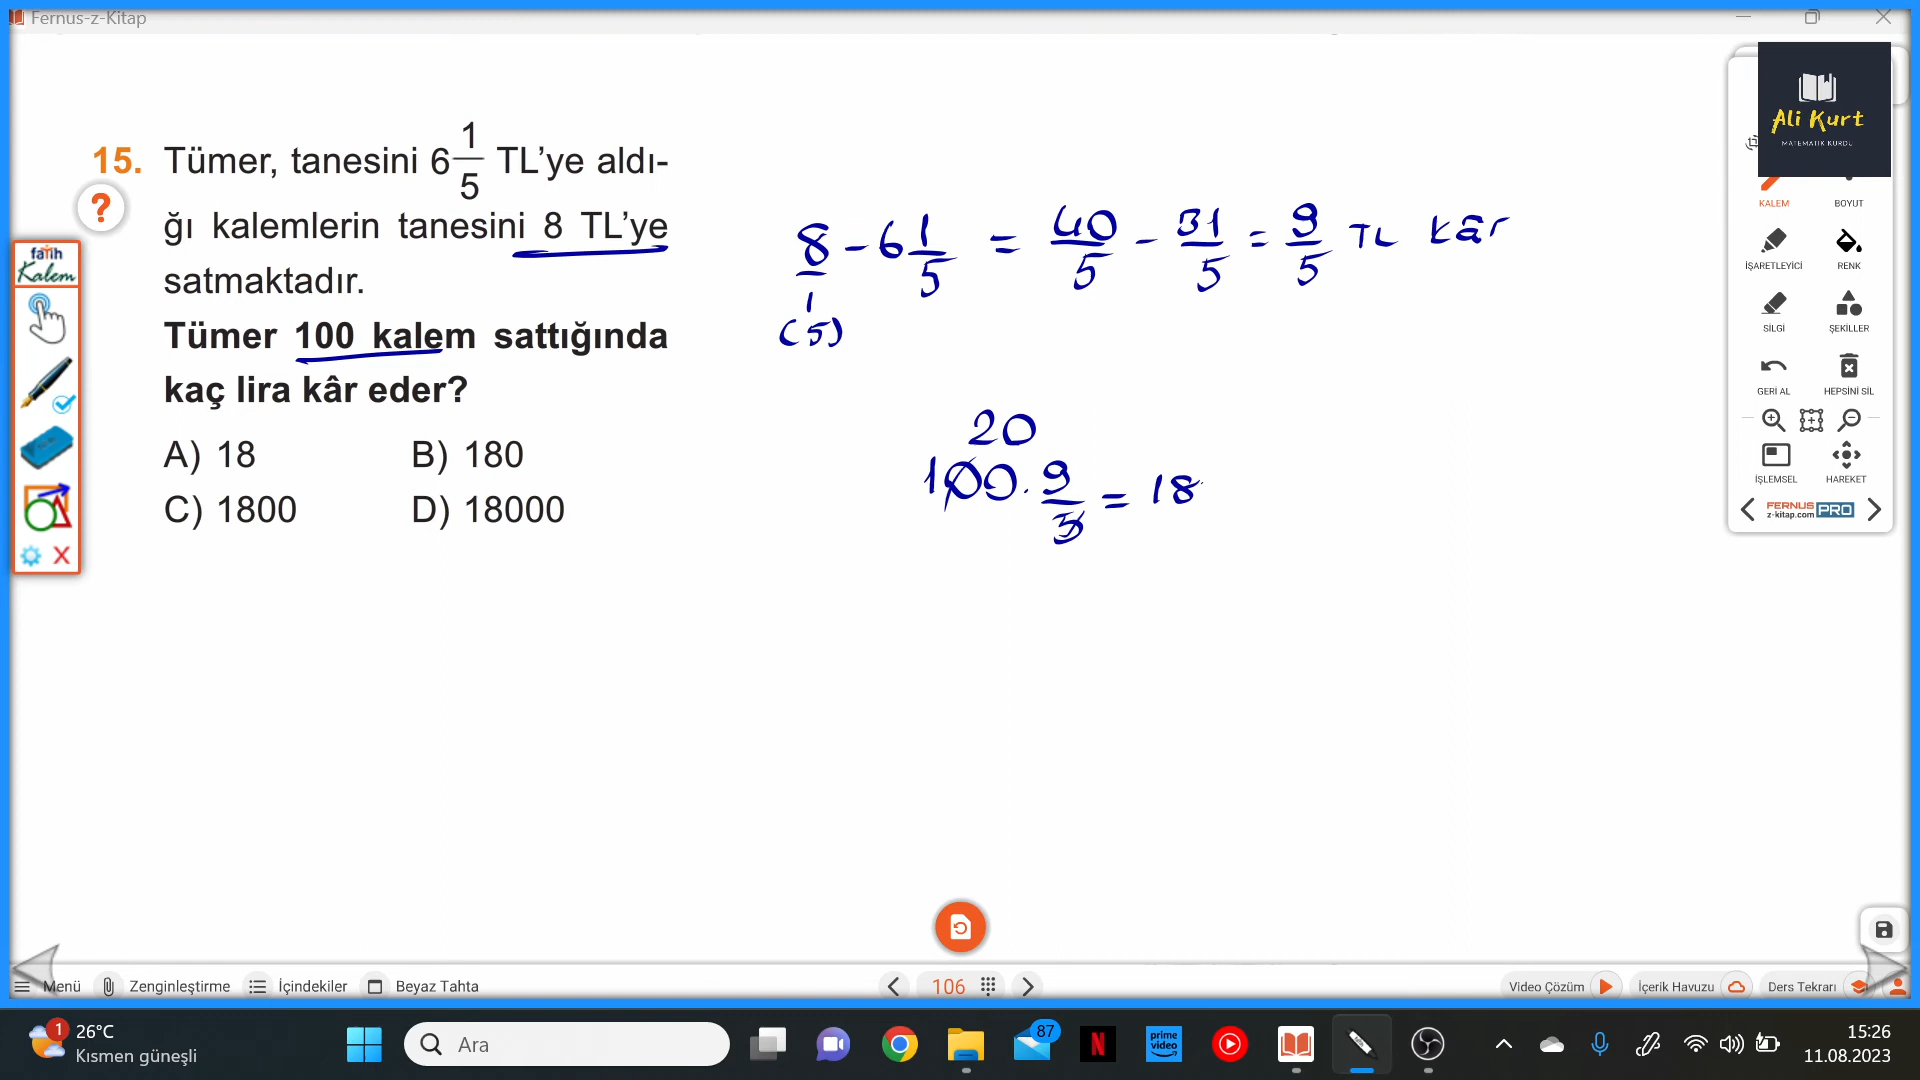 Fernus-z-Kitap
Ali Kurt
MATEMATİK KURDU
15. Tümer, tanesini 6 1/5 TL'ye aldı-
ğı kalemlerin tanesini 8 TL'ye
satmaktadır.
Tümer 100 kalem sattığında
kaç lira kâr eder?
A) 18 B) 180
C) 1800 D) 18000
8 - 6 1/5 = 40/5 - 31/5 = 9/5 TL kâr
1
(5)
20
100 . 9/5 = 18
fatih
Kalem
KALEM BOYUT
İŞARETLEYİCİ RENK
SİLGİ ŞEKİLLER
GERİ AL HEPSİNİ SİL
İŞLEMSEL HAREKET
FERNUS
z-kitap.com PRO
Menü Zenginleştirme İçindekiler Beyaz Tahta 106 Video Çözüm İçerik Havuzu Ders Tekrarı
1 26°C
Kısmen güneşli
Ara
87
prime
video
15:26
11.08.2023